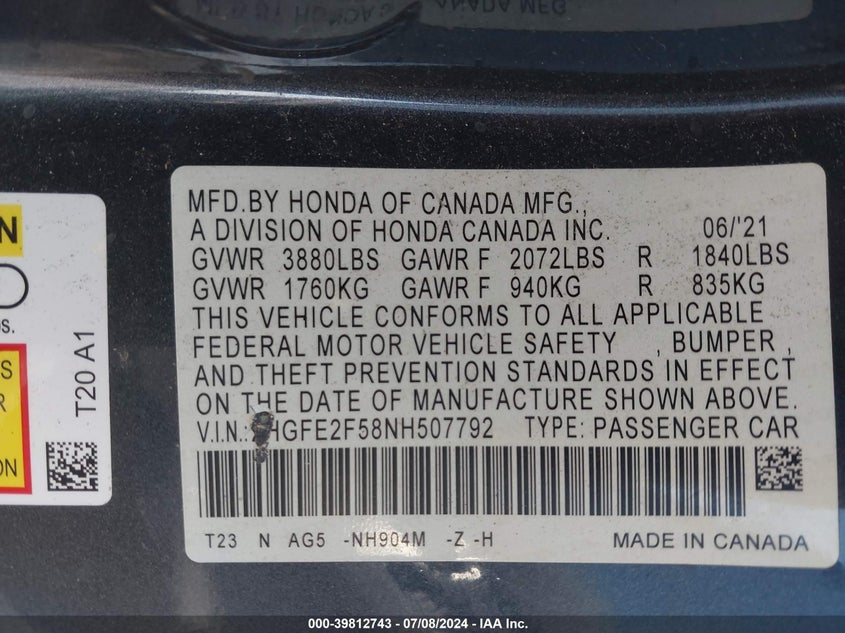 MFD.BY HONDA OF CANADA MFG.,
A DIVISION OF HONDA CANADA INC. 06/'21
GVWR 3880LBS GAWR F 2072LBS R 1840LBS
GVWR 1760KG GAWR F 940KG R 835KG
THIS VEHICLE CONFORMS TO ALL APPLICABLE
FEDERAL MOTOR VEHICLE SAFETY , BUMPER ,
AND THEFT PREVENTION STANDARDS IN EFFECT
ON THE DATE OF MANUFACTURE SHOWN ABOVE.
V.I.N.: HGFE2F58NH507792 TYPE: PASSENGER CAR
T23 N AG5 -NH904M -Z -H MADE IN CANADA
T20 A1
000-39812743 / 07/08/2024 - IAA Inc.